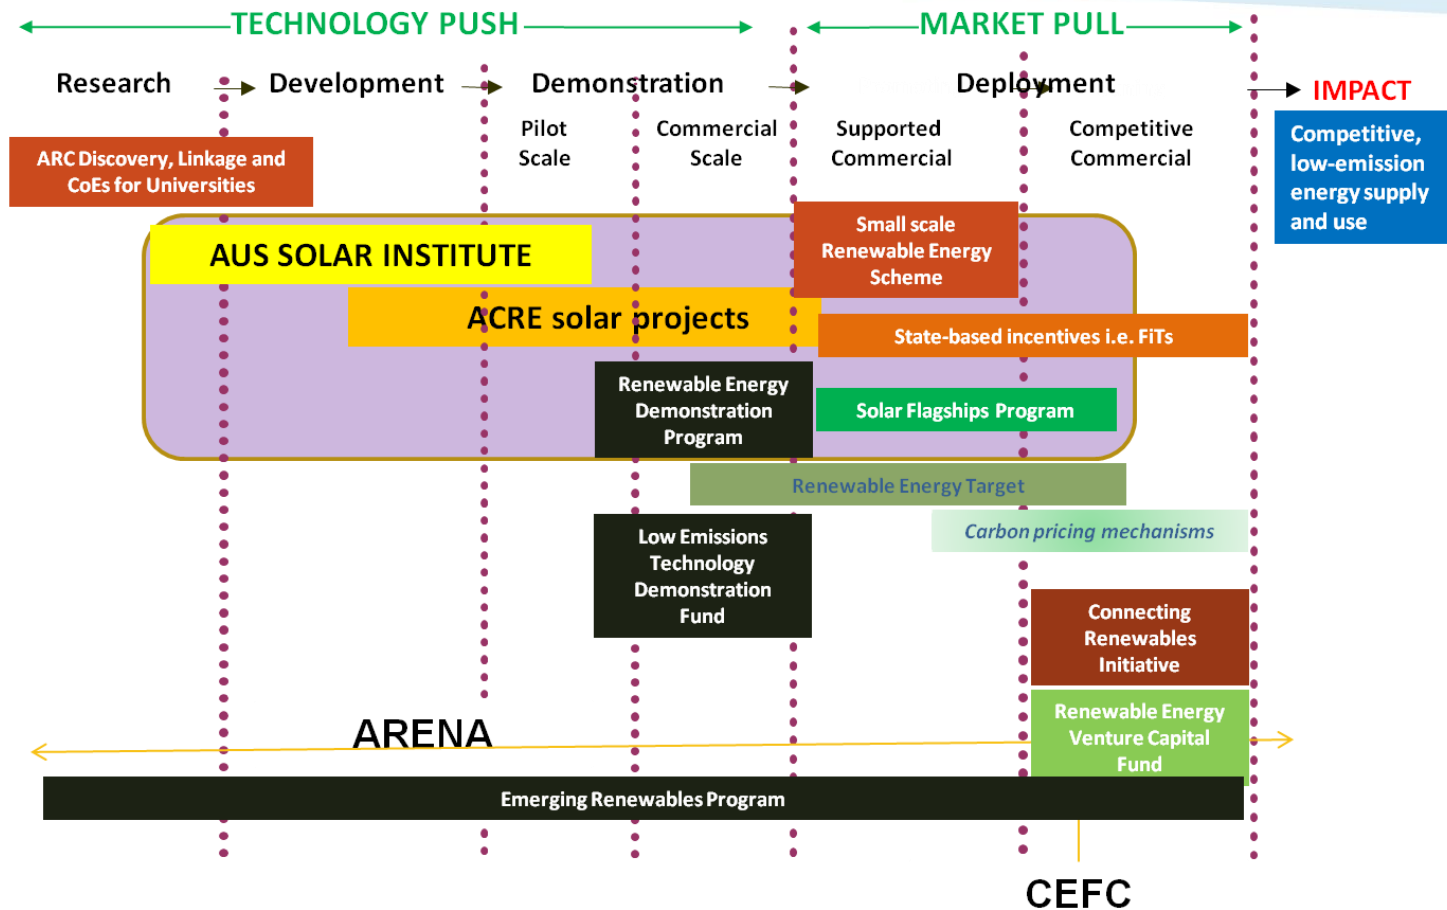 TECHNOLOGY PUSH
MARKET PULL
Research
Development
Demonstration
Deployment
IMPACT
Pilot
Scale
Commercial
Scale
Supported
Commercial
Competitive
Commercial
Competitive,
low-emission
energy supply
and use
ARC Discovery, Linkage and
CoEs for Universities
AUS SOLAR INSTITUTE
Small scale
Renewable Energy
Scheme
ACRE solar projects
State-based incentives i.e. FiTs
Renewable Energy
Demonstration
Program
Solar Flagships Program
Renewable Energy Target
Carbon pricing mechanisms
Low Emissions
Technology
Demonstration
Fund
Connecting
Renewables
Initiative
ARENA
Renewable Energy
Venture Capital
Fund
Emerging Renewables Program
CEFC